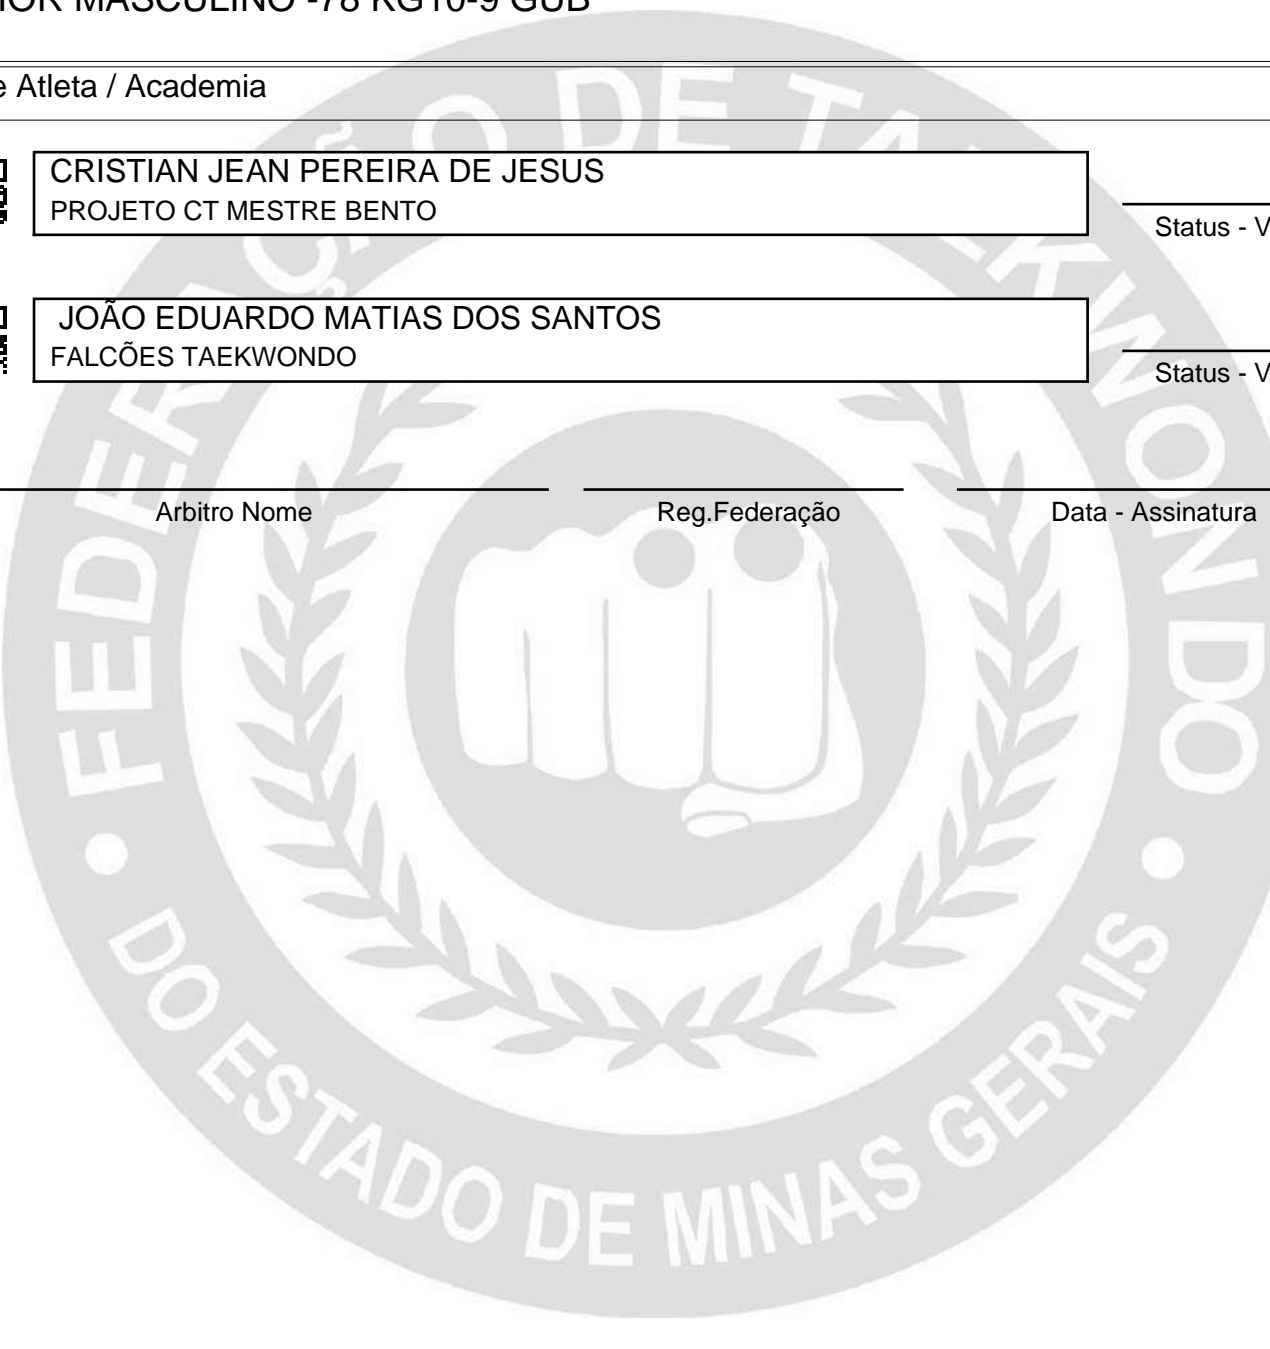 IOR MASCULINO -78 KG10-9 GUB
e Atleta / Academia
CRISTIAN JEAN PEREIRA DE JESUS
PROJETO CT MESTRE BENTO
Status - V
JOÃO EDUARDO MATIAS DOS SANTOS
FALCÕES TAEKWONDO
Status - V
Arbitro Nome Reg.Federação Data - Assinatura
FEDERAÇÃO DE TAEKWONDO
DO ESTADO DE MINAS GERAIS